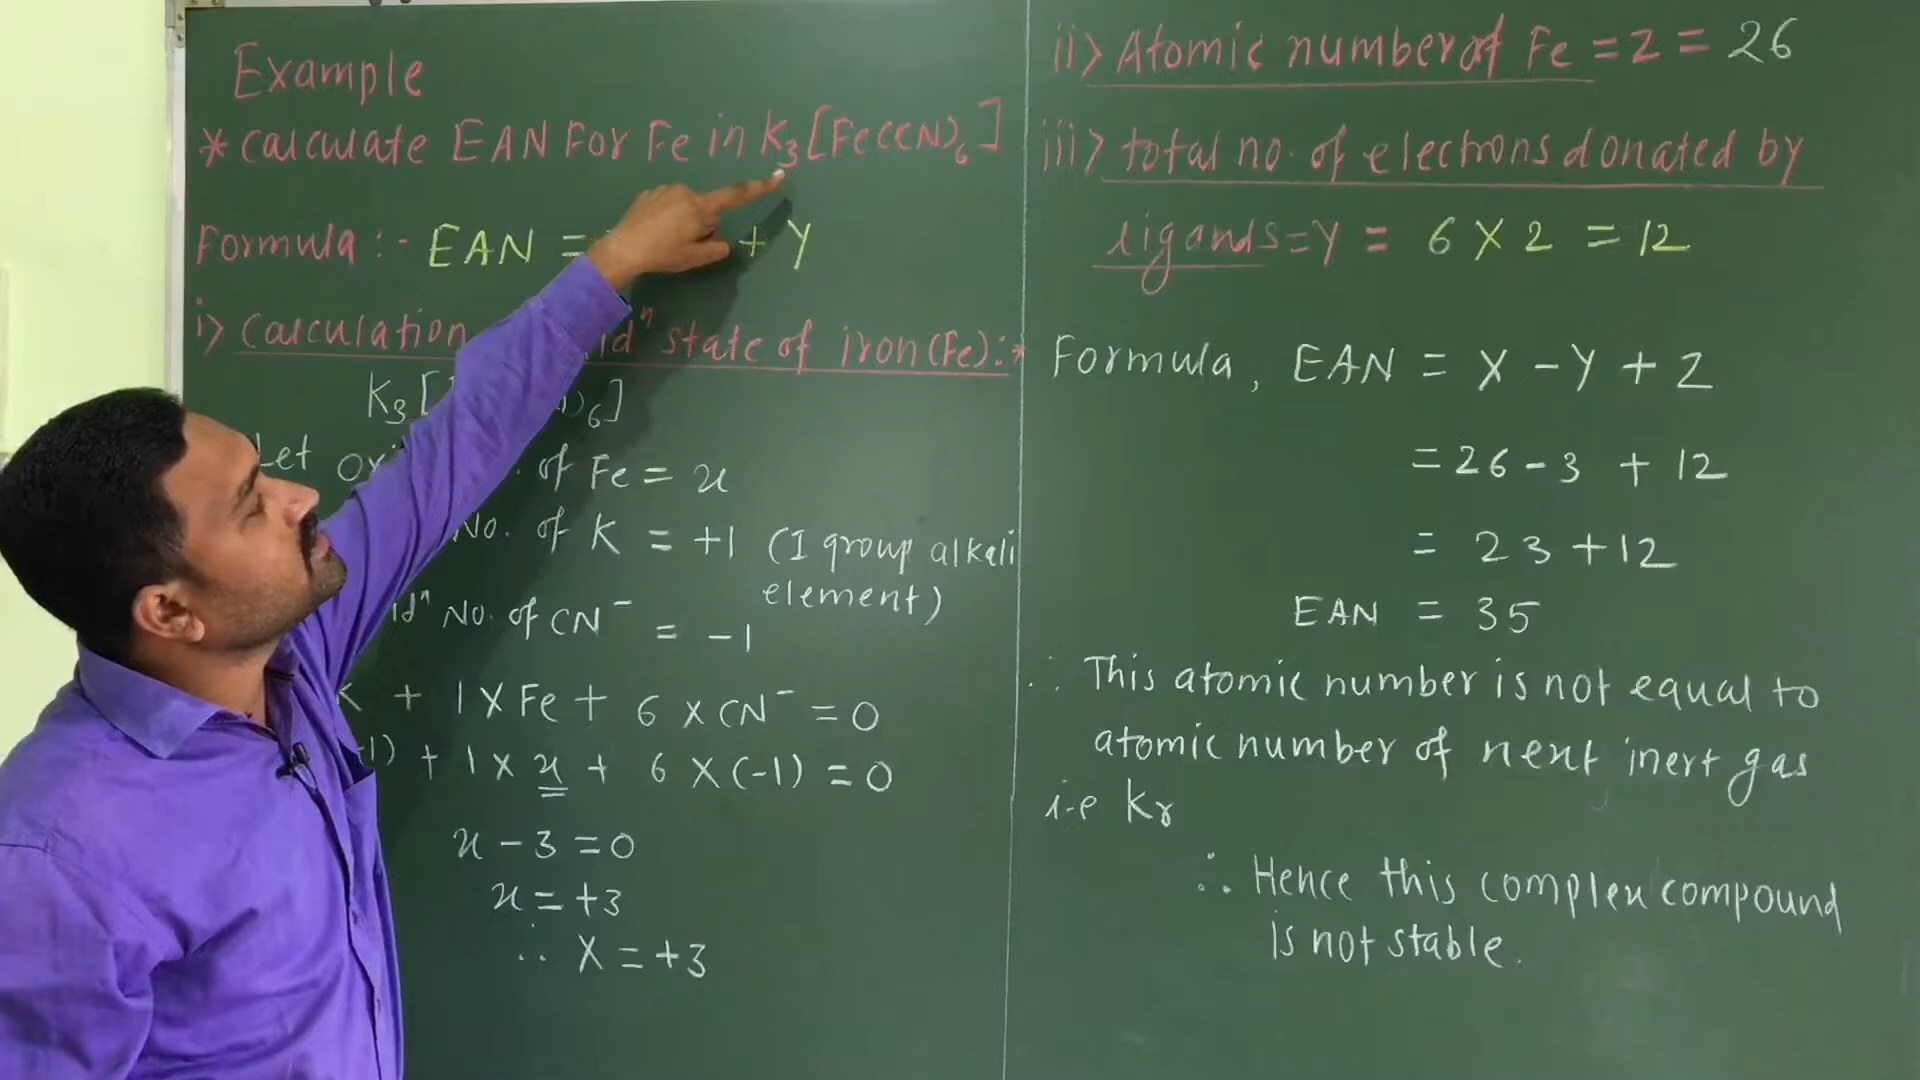 Example
* calculate EAN For Fe in K₃[Fe(CN)₆]
Formula :- EAN = + Y
i> Calculation idⁿ state of iron (Fe):-
K₃[ )₆]
Let oxi of Fe = x
No. of K = +1 (I group alkali
element)
idⁿ No. of CN⁻ = -1
K + 1 X Fe + 6 X CN⁻ = 0
1) + 1 X x + 6 X (-1) = 0
x - 3 = 0
x = +3
∴ X = +3
ii> Atomic number of Fe = Z = 26
iii> total no. of electrons donated by
ligands = Y = 6 X 2 = 12
Formula, EAN = X - Y + Z
= 26 - 3 + 12
= 23 + 12
EAN = 35
∴ This atomic number is not equal to
atomic number of next inert gas
i-e Kr
∴ Hence this complex compound
is not stable.